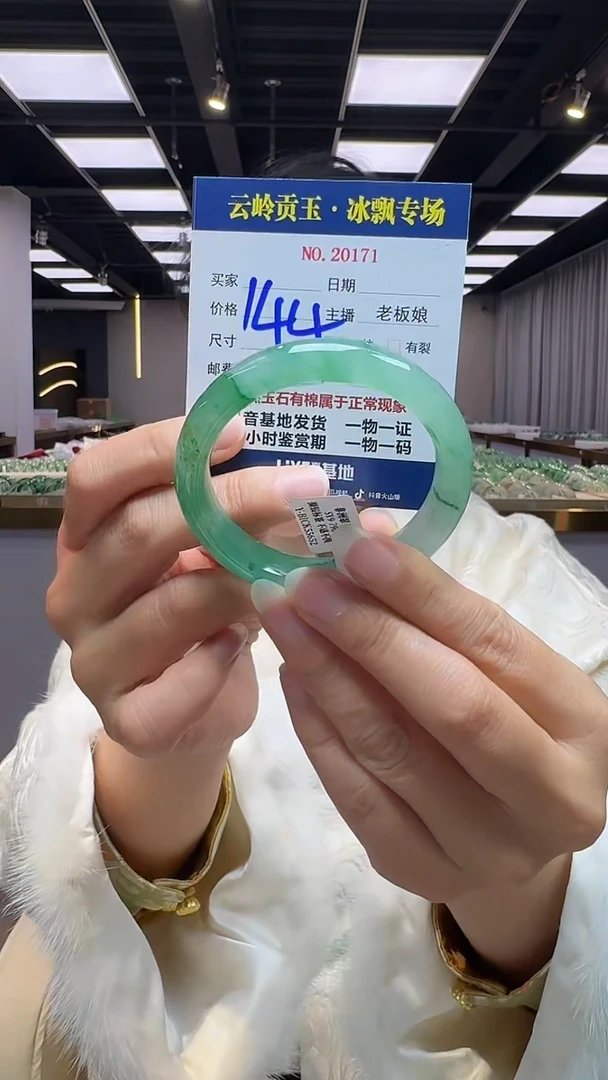 云岭贡玉·冰飘专场
NO. 20171
买家 日期
价格 144 主播 老板娘
尺寸 有裂
邮费
玉石有棉属于正常现象
音基地发货 一物一证
小时鉴赏期 一物一码
基地
抖音火山版